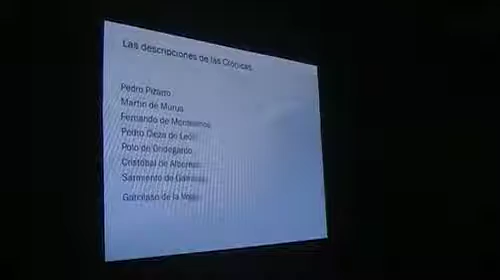 Las descripciones de las Crónicas
Pedro Pizarro
Martin de Murua
Fernando de Montesinos
Pedro Cieza de León
Polo de Ondegardo
Cristóbal de Albornoz
Sarmiento de Gamboa
Garcilaso de la Vega